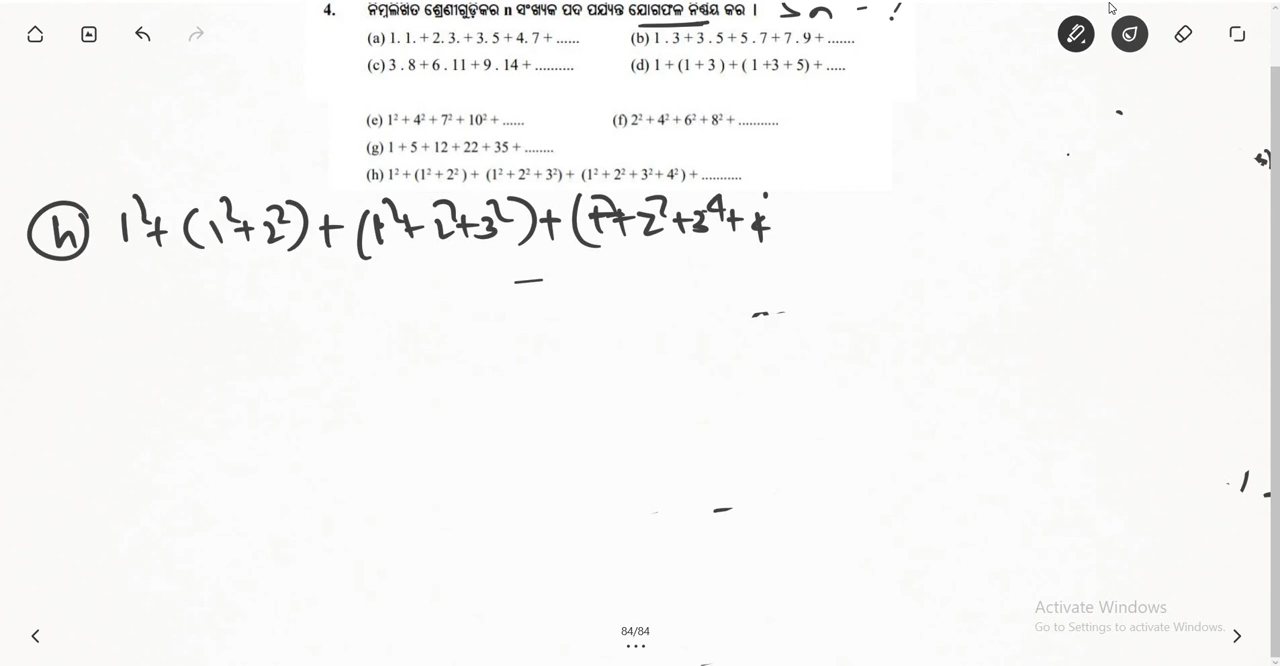 4. ନିମ୍ନଲିଖିତ ଶ୍ରେଣୀଗୁଡ଼ିକର n ସଂଖ୍ୟକ ପଦ ପର୍ଯ୍ୟନ୍ତ ଯୋଗଫଳ ନିର୍ଣ୍ଣୟ କର ।
(a) 1. 1. + 2. 3. + 3. 5 + 4. 7 + ...... (b) 1 . 3 + 3 . 5 + 5 . 7 + 7 . 9 + .......
(c) 3 . 8 + 6 . 11 + 9 . 14 + .......... (d) 1 + (1 + 3 ) + ( 1 +3 + 5) + .....
(e) 1² + 4² + 7² + 10² + ...... (f) 2² + 4² + 6² + 8² + ...........
(g) 1 + 5 + 12 + 22 + 35 + ........
(h) 1² + (1² + 2² ) + (1² + 2² + 3²) + (1² + 2² + 3² + 4² ) + ...........
(h) 1² + (1² + 2²) + (1² + 2² + 3²) + (1² + 2² + 3⁴ + 4
84/84
Activate Windows
Go to Settings to activate Windows.